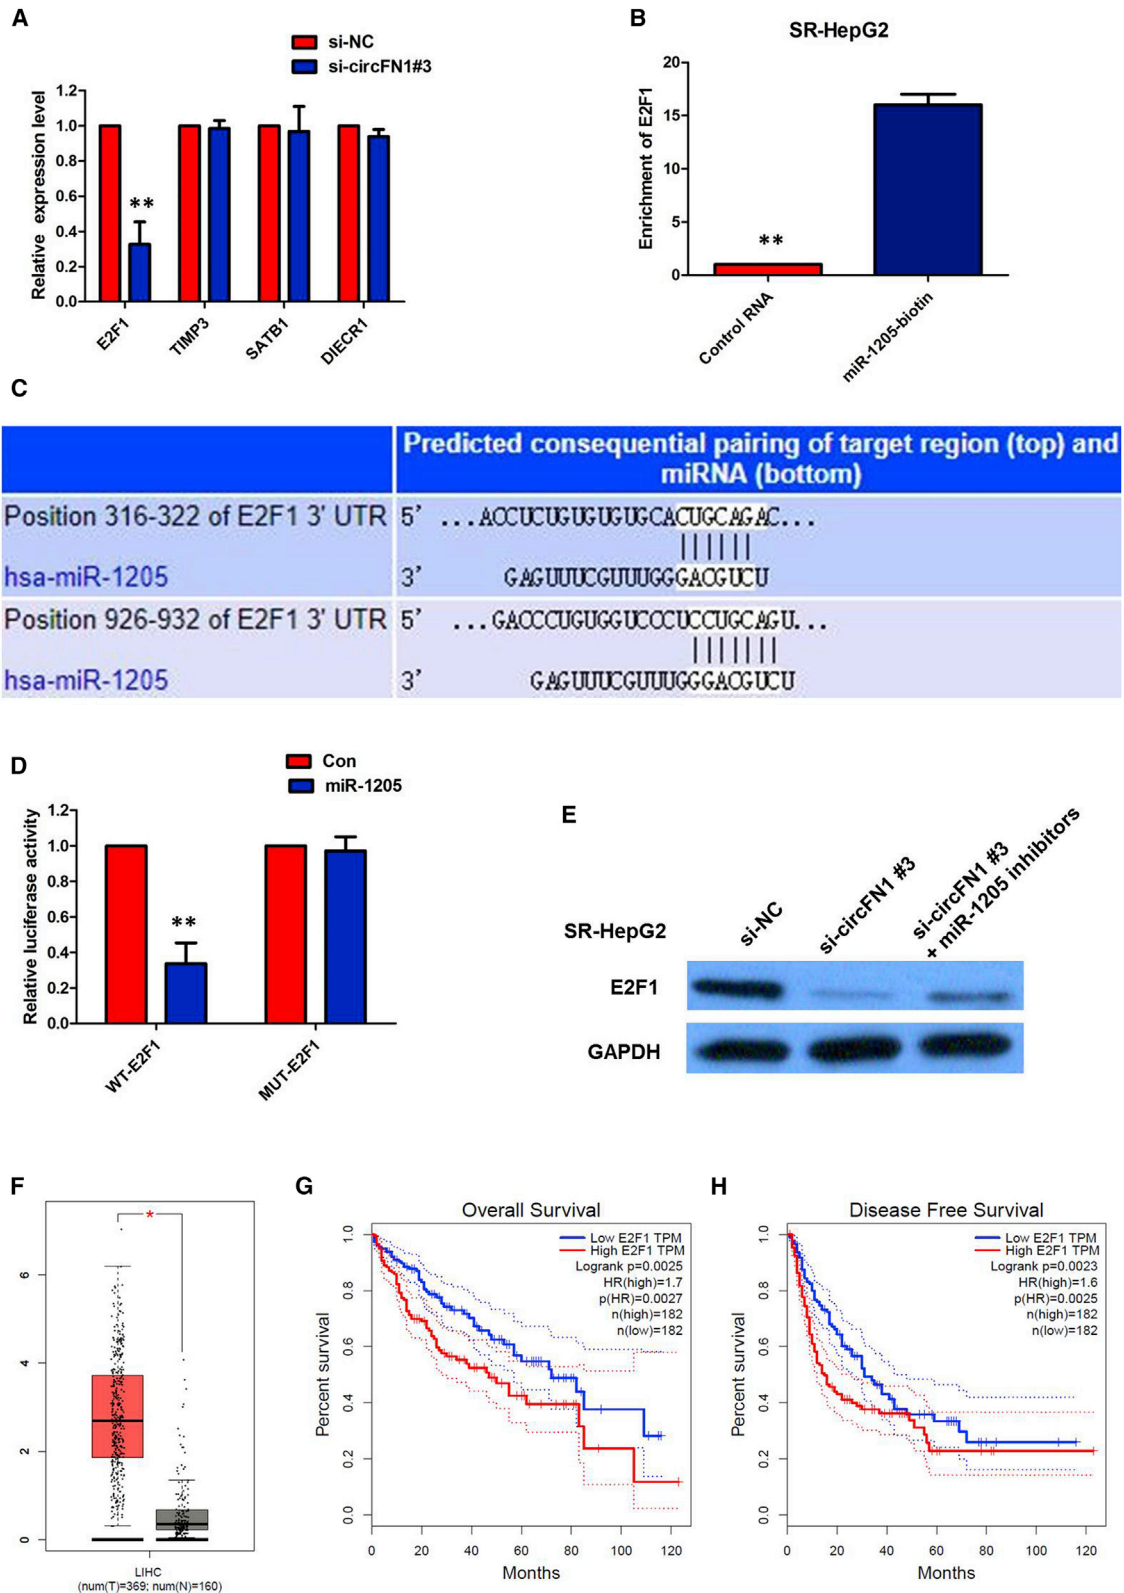 A
si-NC
si-circFN1#3
Relative expression level
1.2
1.0
0.8
0.6
0.4
0.2
0.0
**
E2F1
TIMP3
SATB1
DIECR1
B
SR-HepG2
Enrichment of E2F1
20
15
10
5
0
**
Control RNA
miR-1205-biotin
C
Predicted consequential pairing of target region (top) and
miRNA (bottom)
Position 316-322 of E2F1 3' UTR 5' ...ACCUCUGUGUGUGCACUGCAGAC...
hsa-miR-1205 3' GAGUUUCGUUUGGGACGUCU
Position 926-932 of E2F1 3' UTR 5' ...GACCCUGUGGUCCCUCCUGCAGU...
hsa-miR-1205 3' GAGUUUCGUUUGGGACGUCU
D
Con
miR-1205
Relative luciferase activity
1.2
1.0
0.8
0.6
0.4
0.2
0.0
**
WT-E2F1
MUT-E2F1
E
SR-HepG2
si-NC
si-circFN1 #3
si-circFN1 #3
+ miR-1205 inhibitors
E2F1
GAPDH
F
*
6
4
2
0
LIHC
(num(T)=369; num(N)=160)
G
Overall Survival
Low E2F1 TPM
High E2F1 TPM
Logrank p=0.0025
HR(high)=1.7
p(HR)=0.0027
n(high)=182
n(low)=182
Percent survival
1.0
0.8
0.6
0.4
0.2
0.0
0 20 40 60 80 100 120
Months
H
Disease Free Survival
Low E2F1 TPM
High E2F1 TPM
Logrank p=0.0023
HR(high)=1.6
p(HR)=0.0025
n(high)=182
n(low)=182
Percent survival
1.0
0.8
0.6
0.4
0.2
0.0
0 20 40 60 80 100 120
Months